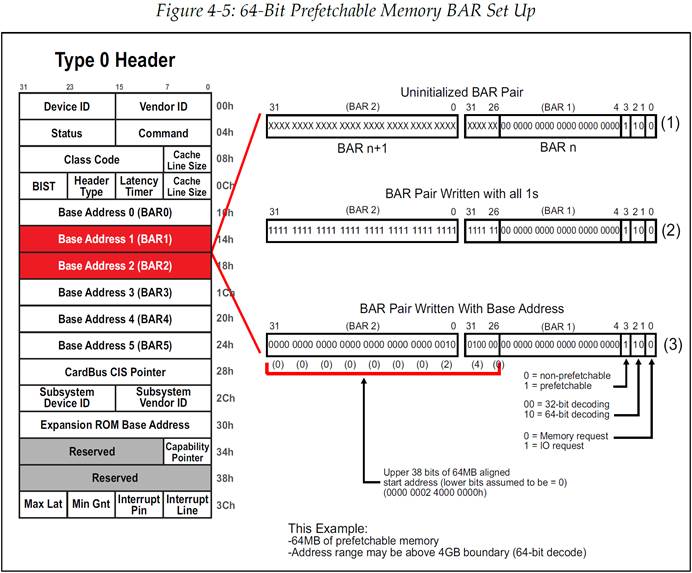 Figure 4-5: 64-Bit Prefetchable Memory BAR Set Up
Type 0 Header
31 23 15 7 0
Device ID Vendor ID 00h
Status Command 04h
Class Code Cache Line Size 08h
BIST Header Type Latency Timer Cache Line Size 0Ch
Base Address 0 (BAR0) 10h
Base Address 1 (BAR1) 14h
Base Address 2 (BAR2) 18h
Base Address 3 (BAR3) 1Ch
Base Address 4 (BAR4) 20h
Base Address 5 (BAR5) 24h
CardBus CIS Pointer 28h
Subsystem Device ID Subsystem Vendor ID 2Ch
Expansion ROM Base Address 30h
Reserved Capability Pointer 34h
Reserved 38h
Max Lat Min Gnt Interrupt Pin Interrupt Line 3Ch
Uninitialized BAR Pair
31 (BAR 2) 0 31 26 (BAR 1) 4 3 2 1 0
XXXX XXXX XXXX XXXX XXXX XXXX XXXX XXXX XXXX XX 00 0000 0000 0000 0000 0000 1 10 0 (1)
BAR n+1 BAR n
BAR Pair Written with all 1s
31 (BAR 2) 0 31 26 (BAR 1) 4 3 2 1 0
1111 1111 1111 1111 1111 1111 1111 1111 1111 11 00 0000 0000 0000 0000 0000 1 10 0 (2)
BAR Pair Written With Base Address
31 (BAR 2) 0 31 26 (BAR 1) 4 3 2 1 0
0000 0000 0000 0000 0000 0000 0000 0010 0100 00 00 0000 0000 0000 0000 0000 1 10 0 (3)
(0) (0) (0) (0) (0) (0) (0) (2) (4) (0)
0 = non-prefetchable
1 = prefetchable
00 = 32-bit decoding
10 = 64-bit decoding
0 = Memory request
1 = IO request
Upper 38 bits of 64MB aligned
start address (lower bits assumed to be = 0)
(0000 0002 4000 0000h)
This Example:
-64MB of prefetchable memory
-Address range may be above 4GB boundary (64-bit decode)